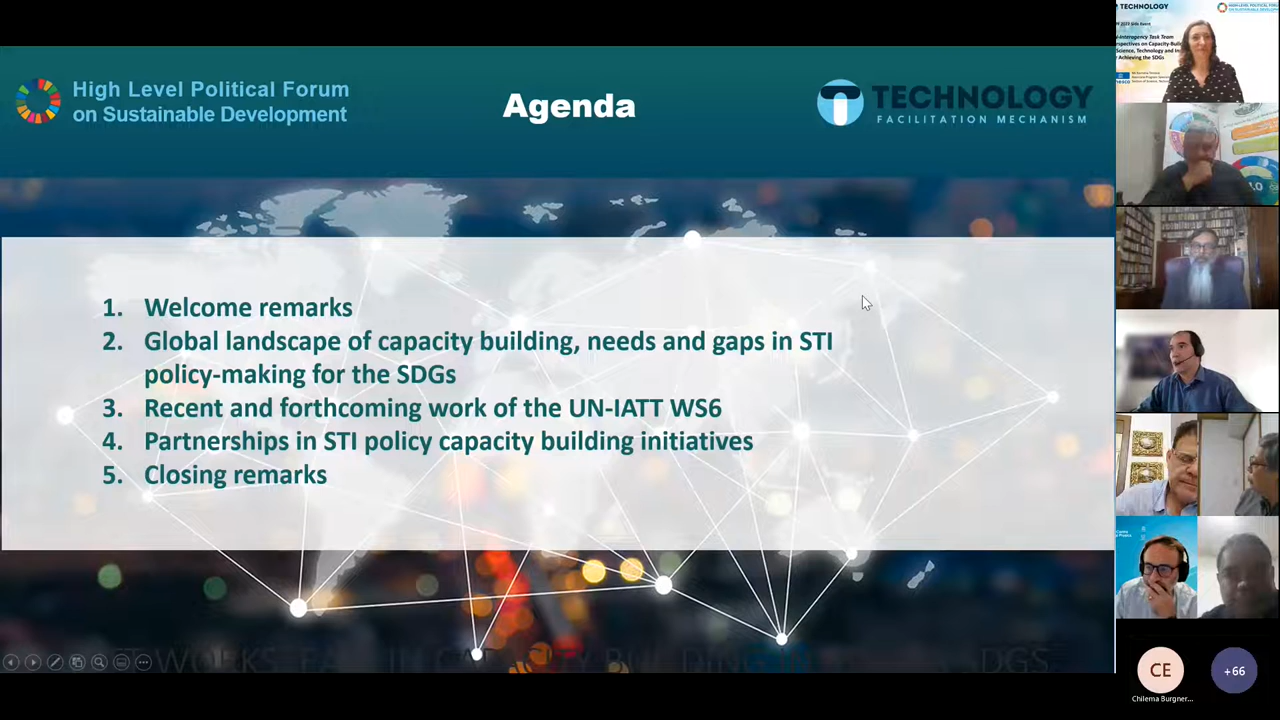 High Level Political Forum
on Sustainable Development
Agenda
TECHNOLOGY
FACILITATION MECHANISM
1. Welcome remarks
2. Global landscape of capacity building, needs and gaps in STI
policy-making for the SDGs
3. Recent and forthcoming work of the UN-IATT WS6
4. Partnerships in STI policy capacity building initiatives
5. Closing remarks
TECHNOLOGY
CE
Chilema Burgner...
+66